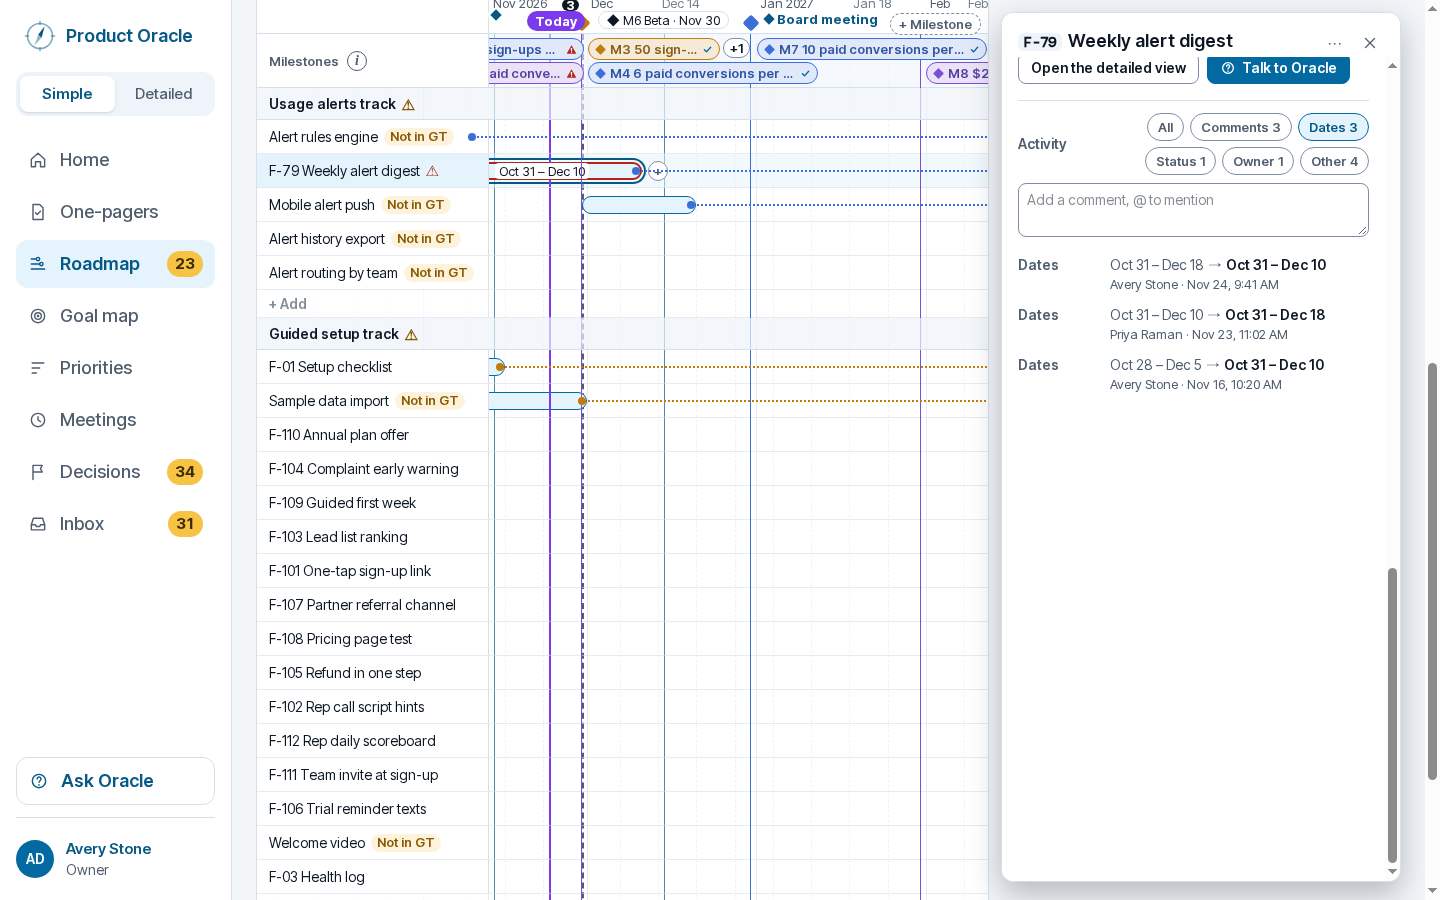 Product Oracle
Simple
Detailed
Home
One-pagers
Roadmap 23
Goal map
Priorities
Meetings
Decisions 34
Inbox 31
Ask Oracle
AD
Avery Stone
Owner
Nov 2026 3 Dec Dec 14 Jan 2027 Jan 18 Feb Feb
Today M6 Beta · Nov 30 Board meeting + Milestone
Milestones i
sign-ups ... M3 50 sign-... +1 M7 10 paid conversions per...
paid conve... M4 6 paid conversions per ... M8 $2
Usage alerts track
Alert rules engine Not in GT
F-79 Weekly alert digest Oct 31 – Dec 10
Mobile alert push Not in GT
Alert history export Not in GT
Alert routing by team Not in GT
+ Add
Guided setup track
F-01 Setup checklist
Sample data import Not in GT
F-110 Annual plan offer
F-104 Complaint early warning
F-109 Guided first week
F-103 Lead list ranking
F-101 One-tap sign-up link
F-107 Partner referral channel
F-108 Pricing page test
F-105 Refund in one step
F-102 Rep call script hints
F-112 Rep daily scoreboard
F-111 Team invite at sign-up
F-106 Trial reminder texts
Welcome video Not in GT
F-03 Health log
F-79 Weekly alert digest
Open the detailed view
Talk to Oracle
Activity
All Comments 3 Dates 3
Status 1 Owner 1 Other 4
Add a comment, @ to mention
Dates Oct 31 – Dec 18 → Oct 31 – Dec 10
Avery Stone · Nov 24, 9:41 AM
Dates Oct 31 – Dec 10 → Oct 31 – Dec 18
Priya Raman · Nov 23, 11:02 AM
Dates Oct 28 – Dec 5 → Oct 31 – Dec 10
Avery Stone · Nov 16, 10:20 AM